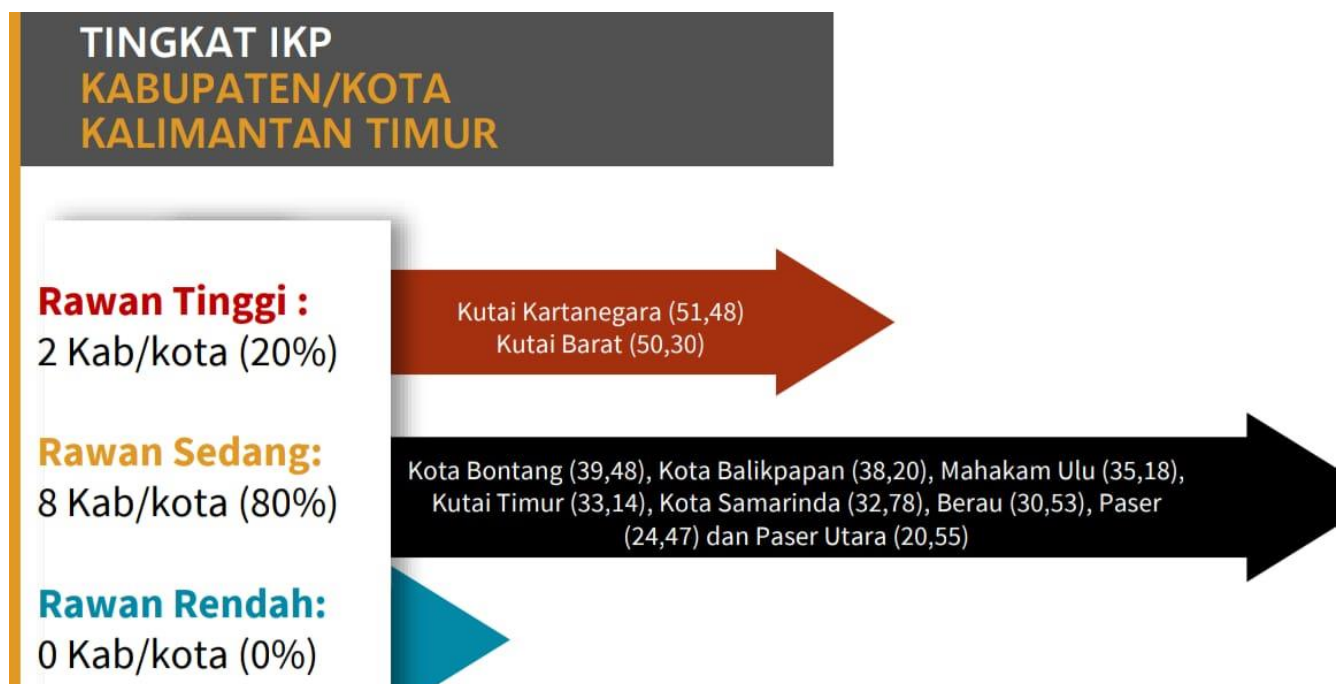 TINGKAT IKP
KABUPATEN/KOTA
KALIMANTAN TIMUR
Rawan Tinggi :
2 Kab/kota (20%)
Kutai Kartanegara (51,48)
Kutai Barat (50,30)
Rawan Sedang:
8 Kab/kota (80%)
Kota Bontang (39,48), Kota Balikpapan (38,20), Mahakam Ulu (35,18),
Kutai Timur (33,14), Kota Samarinda (32,78), Berau (30,53), Paser
(24,47) dan Paser Utara (20,55)
Rawan Rendah:
0 Kab/kota (0%)